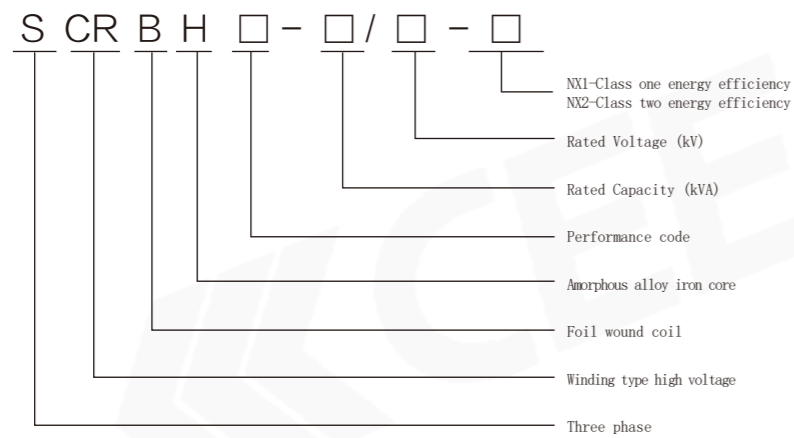 S CR B H □ - □ / □ - □
NX1-Class one energy efficiency
NX2-Class two energy efficiency
Rated Voltage (kV)
Rated Capacity (kVA)
Performance code
Amorphous alloy iron core
Foil wound coil
Winding type high voltage
Three phase
CEE